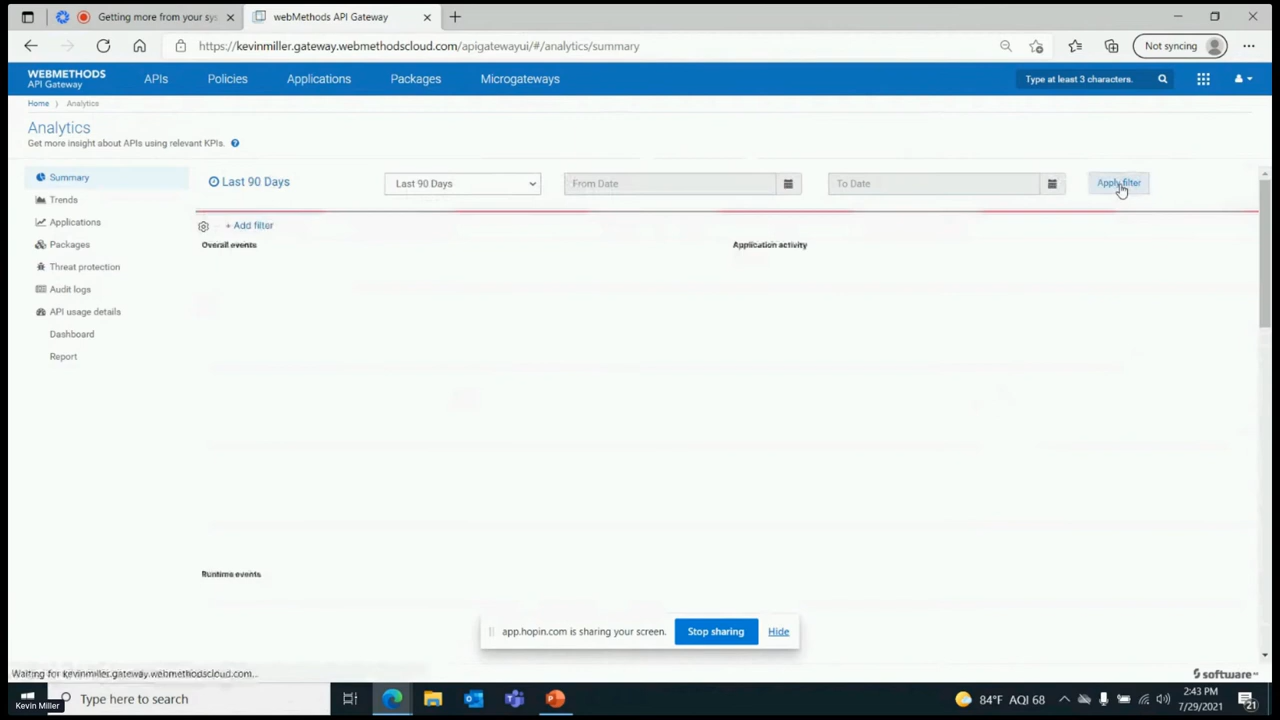 Getting more from your sys
webMethods API Gateway
https://kevinmiller.gateway.webmethodscloud.com/apigatewayui/#/analytics/summary
Not syncing
WEBMETHODS
API Gateway
APIs
Policies
Applications
Packages
Microgateways
Type at least 3 characters.
Home
Analytics
Analytics
Get more insight about APIs using relevant KPIs.
Summary
Trends
Applications
Packages
Threat protection
Audit logs
API usage details
Dashboard
Report
Last 90 Days
Last 90 Days
From Date
To Date
Apply filter
+ Add filter
Overall events
Application activity
Runtime events
app.hopin.com is sharing your screen.
Stop sharing
Hide
Waiting for kevinmiller.gateway.webmethodscloud.com...
software
Type here to search
84°F AQI 68
2:43 PM
7/29/2021
21
Kevin Miller